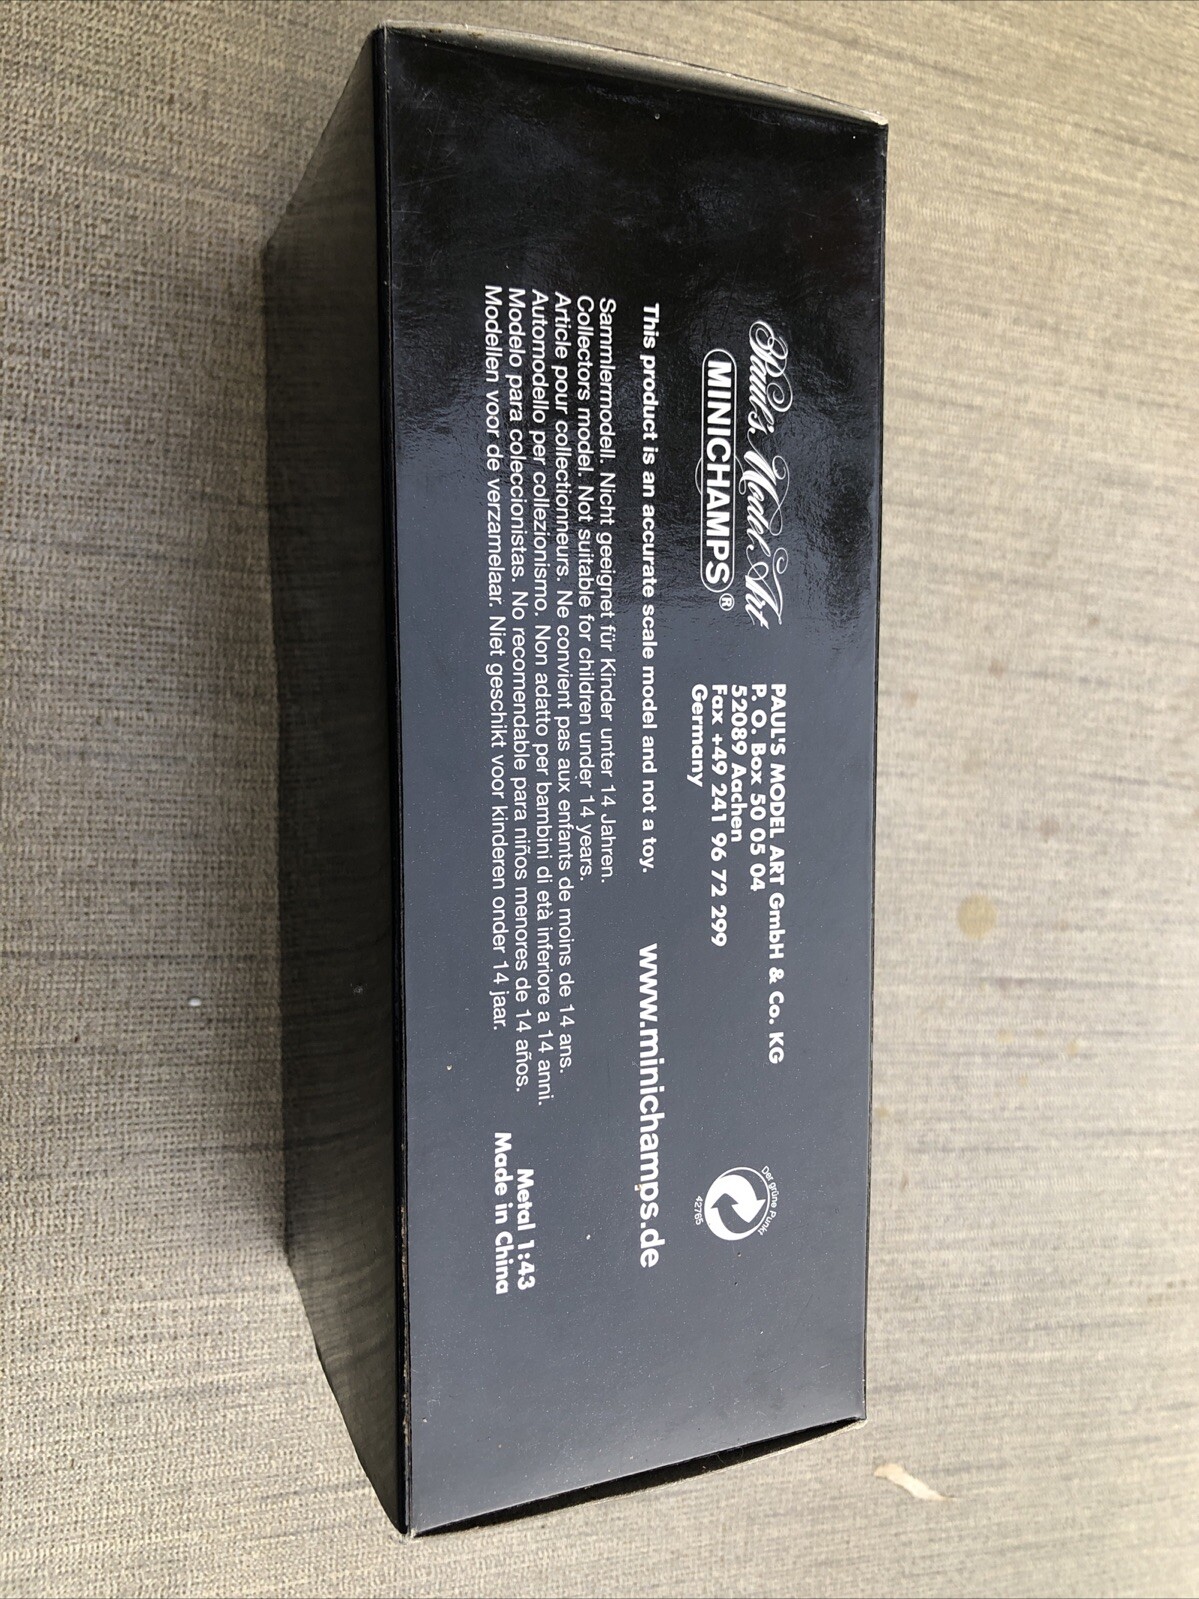 Paul's Model Art
MINICHAMPS®
PAUL'S MODEL ART GmbH & Co. KG
P. O. Box 50 05 04
52089 Aachen
Fax +49 241 96 72 299
Germany
Der grüne Punkt
42765
This product is an accurate scale model and not a toy.
www.minichamps.de
Sammlermodell. Nicht geeignet für Kinder unter 14 Jahren.
Collectors model. Not suitable for children under 14 years.
Article pour collectionneurs. Ne convient pas aux enfants de moins de 14 ans.
Automodello per collezionismo. Non adatto per bambini di età inferiore a 14 anni.
Modelo para coleccionistas. No recomendable para niños menores de 14 años.
Modellen voor de verzamelaar. Niet geschikt voor kinderen onder 14 jaar.
Metal 1:43
Made in China